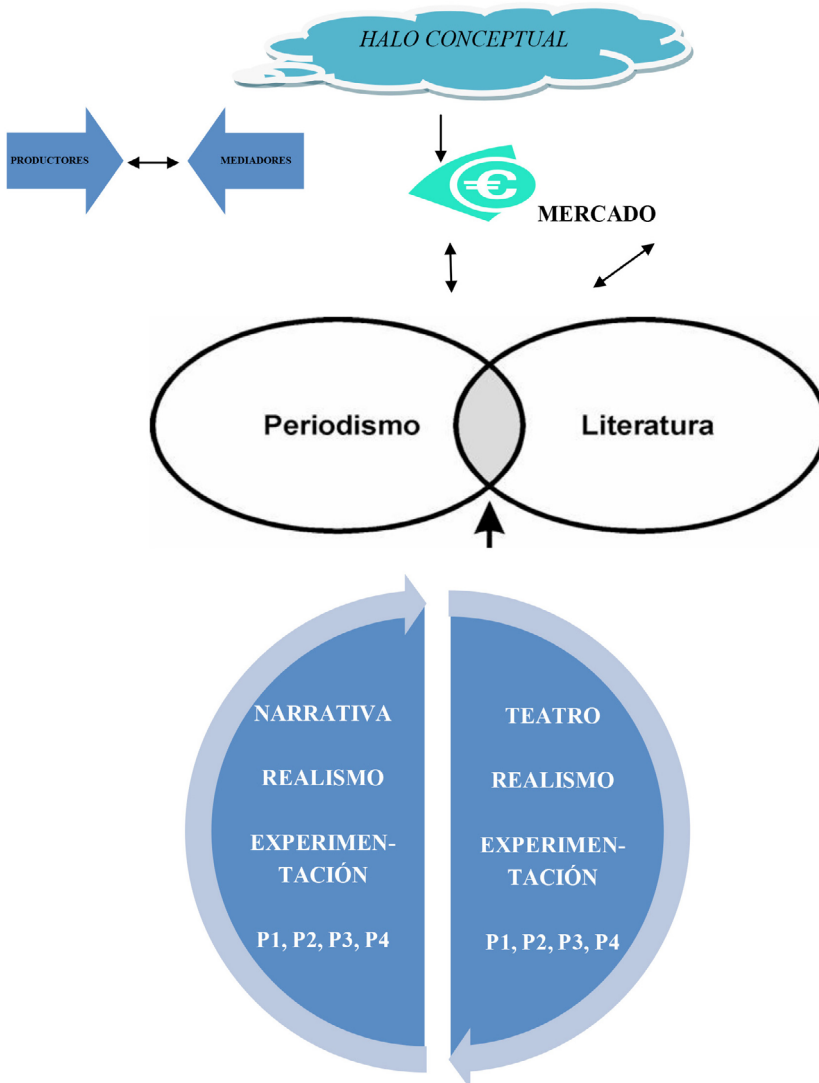 HALO CONCEPTUAL
PRODUCTORES
MEDIADORES
€
MERCADO
Periodismo
Literatura
NARRATIVA
REALISMO
EXPERIMEN-
TACIÓN
P1, P2, P3, P4
TEATRO
REALISMO
EXPERIMEN-
TACIÓN
P1, P2, P3, P4